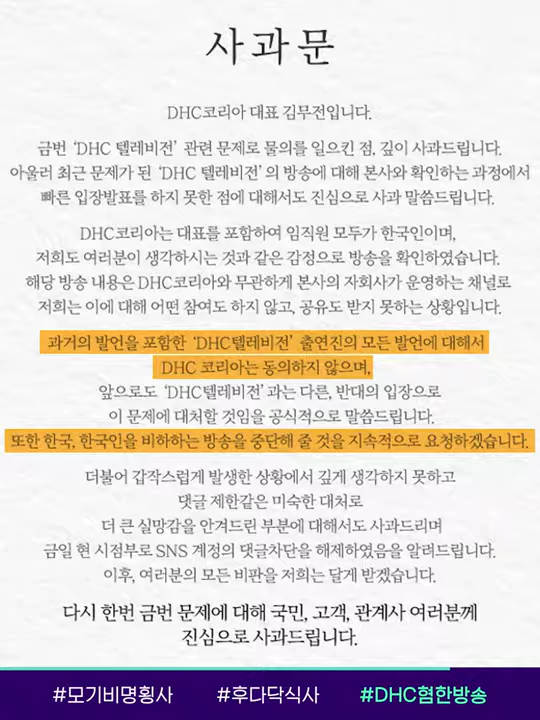 사과문
DHC코리아 대표 김무전입니다.
금번 ‘DHC 텔레비전’ 관련 문제로 물의를 일으킨 점, 깊이 사과드립니다.
아울러 최근 문제가 된 ‘DHC 텔레비전’의 방송에 대해 본사와 확인하는 과정에서
빠른 입장발표를 하지 못한 점에 대해서도 진심으로 사과 말씀드립니다.
DHC코리아는 대표를 포함하여 임직원 모두가 한국인이며,
저희도 여러분이 생각하시는 것과 같은 감정으로 방송을 확인하였습니다.
해당 방송 내용은 DHC코리아와 무관하게 본사의 자회사가 운영하는 채널로
저희는 이에 대해 어떤 참여도 하지 않고, 공유도 받지 못하는 상황입니다.
과거의 발언을 포함한 ‘DHC텔레비전’ 출연진의 모든 발언에 대해서
DHC 코리아는 동의하지 않으며,
앞으로도 ‘DHC텔레비전’과는 다른, 반대의 입장으로
이 문제에 대처할 것임을 공식적으로 말씀드립니다.
또한 한국, 한국인을 비하하는 방송을 중단해 줄 것을 지속적으로 요청하겠습니다.
더불어 갑작스럽게 발생한 상황에서 깊게 생각하지 못하고
댓글 제한같은 미숙한 대처로
더 큰 실망감을 안겨드린 부분에 대해서도 사과드리며
금일 현 시점부로 SNS 계정의 댓글차단을 해제하였음을 알려드립니다.
이후, 여러분의 모든 비판을 저희는 달게 받겠습니다.
다시 한번 금번 문제에 대해 국민, 고객, 관계사 여러분께
진심으로 사과드립니다.
#모기비명횡사 #후다닥식사 #DHC혐한방송